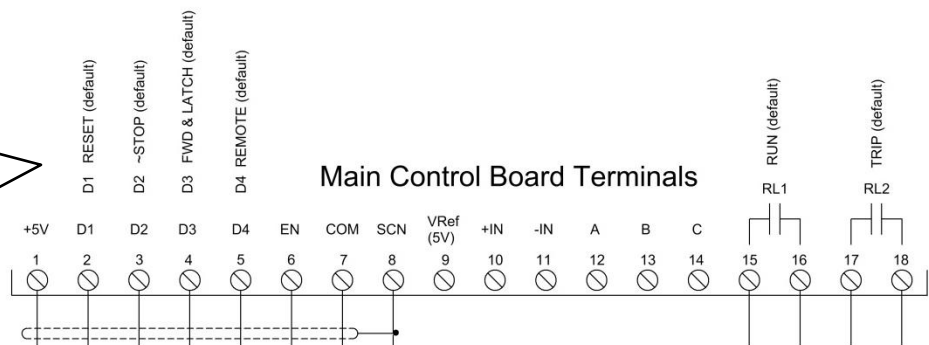 D1 RESET (default)
D2 ~STOP (default)
D3 FWD & LATCH (default)
D4 REMOTE (default)
RUN (default)
TRIP (default)
Main Control Board Terminals
RL1
RL2
+5V D1 D2 D3 D4 EN COM SCN VRef (5V) +IN -IN A B C
1 2 3 4 5 6 7 8 9 10 11 12 13 14 15 16 17 18